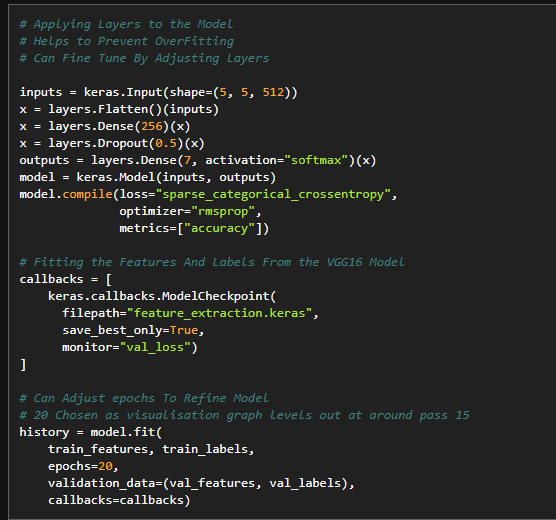 # Applying Layers to the Model
# Helps to Prevent OverFitting
# Can Fine Tune By Adjusting Layers
inputs = keras.Input(shape=(5, 5, 512))
x = layers.Flatten()(inputs)
x = layers.Dense(256)(x)
x = layers.Dropout(0.5)(x)
outputs = layers.Dense(7, activation="softmax")(x)
model = keras.Model(inputs, outputs)
model.compile(loss="sparse_categorical_crossentropy",
              optimizer="rmsprop",
              metrics=["accuracy"])
# Fitting the Features And Labels From the VGG16 Model
callbacks = [
    keras.callbacks.ModelCheckpoint(
      filepath="feature_extraction.keras",
      save_best_only=True,
      monitor="val_loss")
]
# Can Adjust epochs To Refine Model
# 20 Chosen as visualisation graph levels out at around pass 15
history = model.fit(
    train_features, train_labels,
    epochs=20,
    validation_data=(val_features, val_labels),
    callbacks=callbacks)